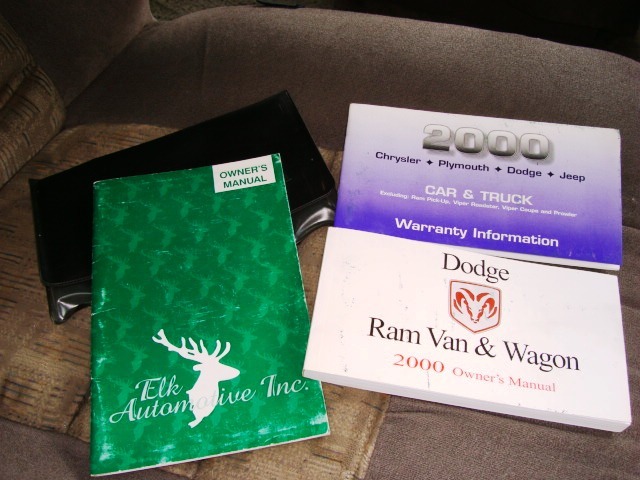 OWNER'S
MANUAL
Elk
Automotive Inc.
2000
Chrysler ✦ Plymouth ✦ Dodge ✦ Jeep
CAR & TRUCK
Excluding: Ram Pick-Up, Viper Roadster, Viper Coupe and Prowler
Warranty Information
Dodge
Ram Van & Wagon
2000 Owner's Manual